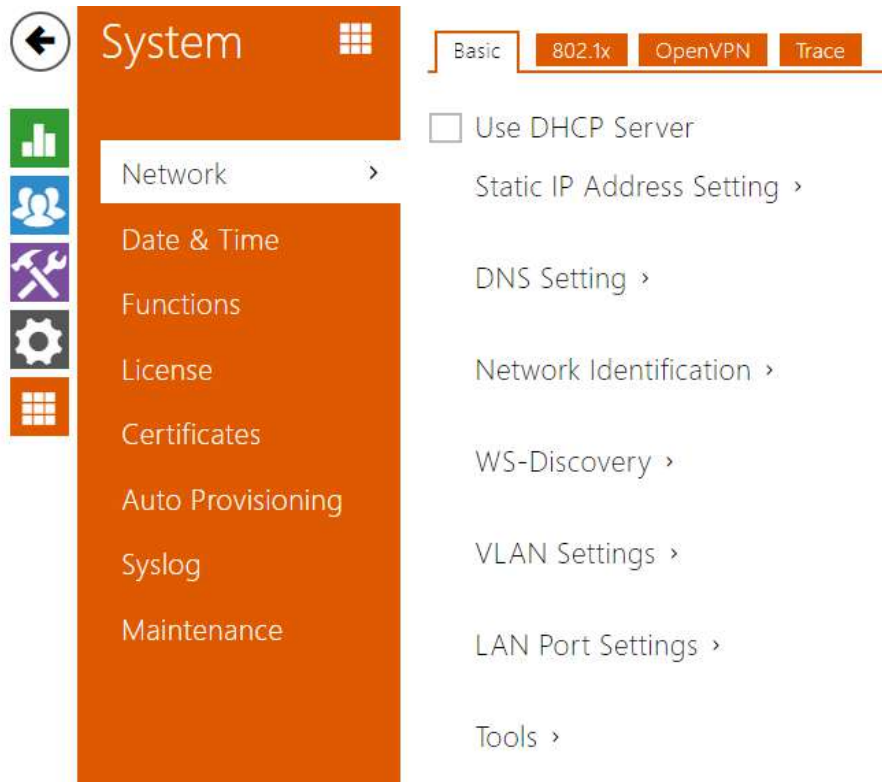 System
Network
Date & Time
Functions
License
Certificates
Auto Provisioning
Syslog
Maintenance
Basic
802.1x
OpenVPN
Trace
Use DHCP Server
Static IP Address Setting
DNS Setting
Network Identification
WS-Discovery
VLAN Settings
LAN Port Settings
Tools